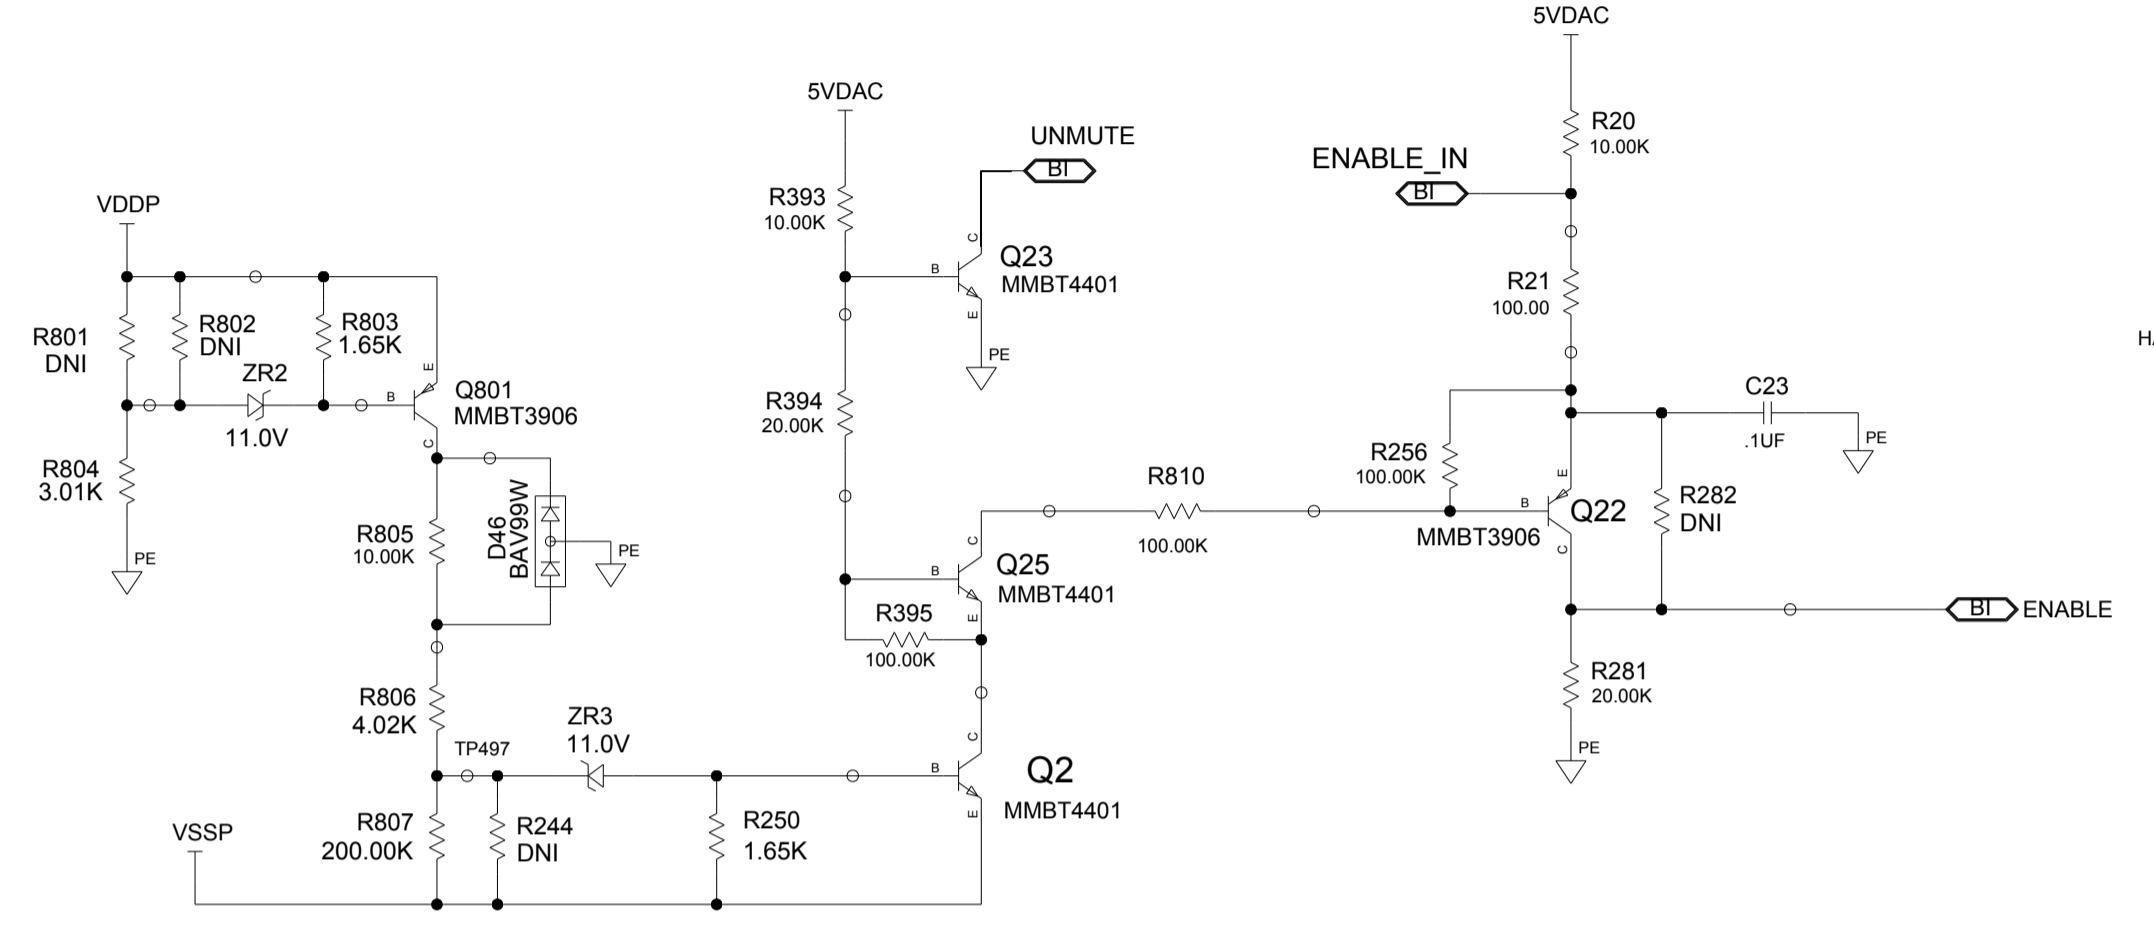 5VDAC
R20
10.00K
ENABLE_IN
BI
R21
100.00
5VDAC
UNMUTE
BI
R393
10.00K
C
B
Q23
MMBT4401
E
PE
VDDP
R801
DNI
R802
DNI
R803
1.65K
ZR2
11.0V
E
B
Q801
MMBT3906
C
R804
3.01K
PE
R394
20.00K
R805
10.00K
D46
BAV99W
PE
C23
.1UF
PE
R256
100.00K
R810
100.00K
E
B
Q22
MMBT3906
C
R282
DNI
C
B
Q25
MMBT4401
E
R395
100.00K
BI
ENABLE
R281
20.00K
PE
R806
4.02K
TP497
ZR3
11.0V
C
B
Q2
MMBT4401
E
VSSP
R807
200.00K
R244
DNI
R250
1.65K